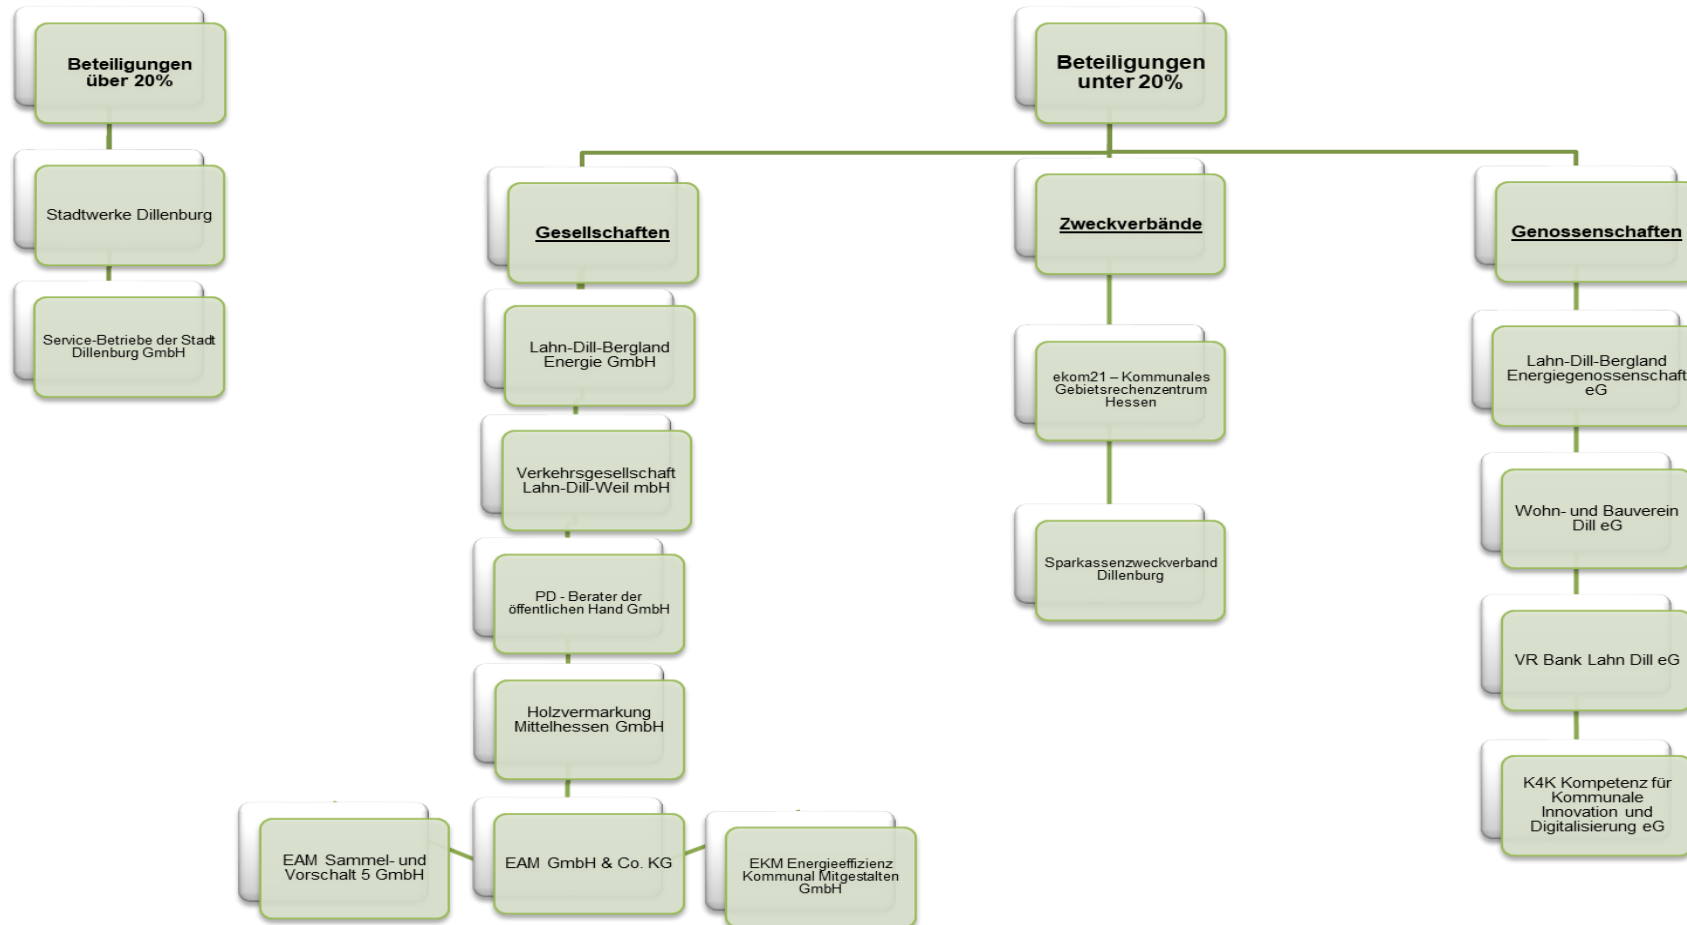 Beteiligungen
über 20%
Stadtwerke Dillenburg
Service-Betriebe der Stadt
Dillenburg GmbH
Beteiligungen
unter 20%
Gesellschaften
Lahn-Dill-Bergland
Energie GmbH
Verkehrsgesellschaft
Lahn-Dill-Weil mbH
PD - Berater der
öffentlichen Hand GmbH
Holzvermarkung
Mittelhessen GmbH
EAM Sammel- und
Vorschalt 5 GmbH
EAM GmbH & Co. KG
EKM Energieeffizienz
Kommunal Mitgestalten
GmbH
Zweckverbände
ekom21 – Kommunales
Gebietsrechenzentrum
Hessen
Sparkassenzweckverband
Dillenburg
Genossenschaften
Lahn-Dill-Bergland
Energiegenossenschaft
eG
Wohn- und Bauverein
Dill eG
VR Bank Lahn Dill eG
K4K Kompetenz für
Kommunale
Innovation und
Digitalisierung eG